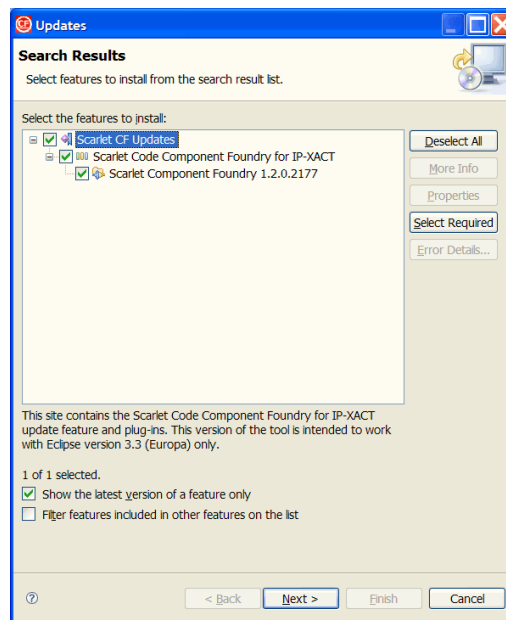 Updates
Search Results
Select features to install from the search result list.
Select the features to install:
Scarlet CF Updates
Scarlet Code Component Foundry for IP-XACT
Scarlet Component Foundry 1.2.0.2177
Deselect All
More Info
Properties
Select Required
Error Details...
This site contains the Scarlet Code Component Foundry for IP-XACT
update feature and plug-ins. This version of the tool is intended to work
with Eclipse version 3.3 (Europa) only.
1 of 1 selected.
Show the latest version of a feature only
Filter features included in other features on the list
< Back
Next >
Finish
Cancel